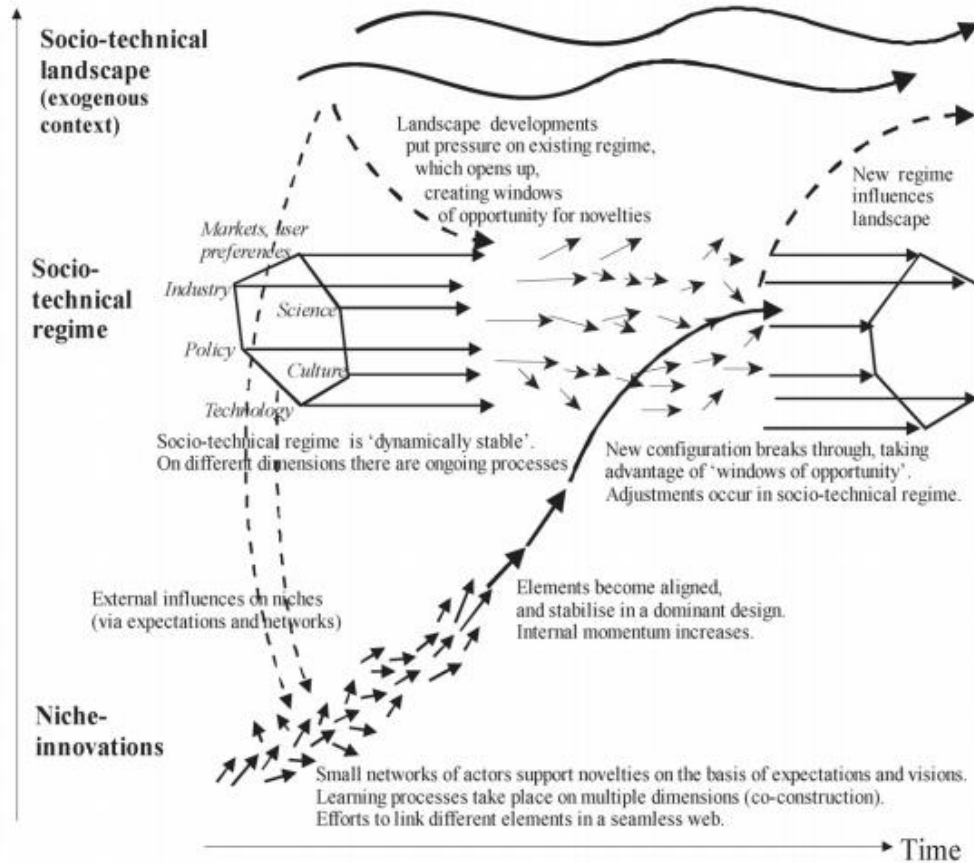 Socio-technical
landscape
(exogenous
context)
Landscape developments
put pressure on existing regime,
which opens up,
creating windows
of opportunity for novelties
New regime
influences
landscape
Markets, user
preferences
Socio-
technical
regime
Industry
Science
Policy
Culture
Technology
Socio-technical regime is ‘dynamically stable’.
On different dimensions there are ongoing processes
New configuration breaks through, taking
advantage of ‘windows of opportunity’.
Adjustments occur in socio-technical regime.
External influences on niches
(via expectations and networks)
Elements become aligned,
and stabilise in a dominant design.
Internal momentum increases.
Niche-
innovations
Small networks of actors support novelties on the basis of expectations and visions.
Learning processes take place on multiple dimensions (co-construction).
Efforts to link different elements in a seamless web.
Time